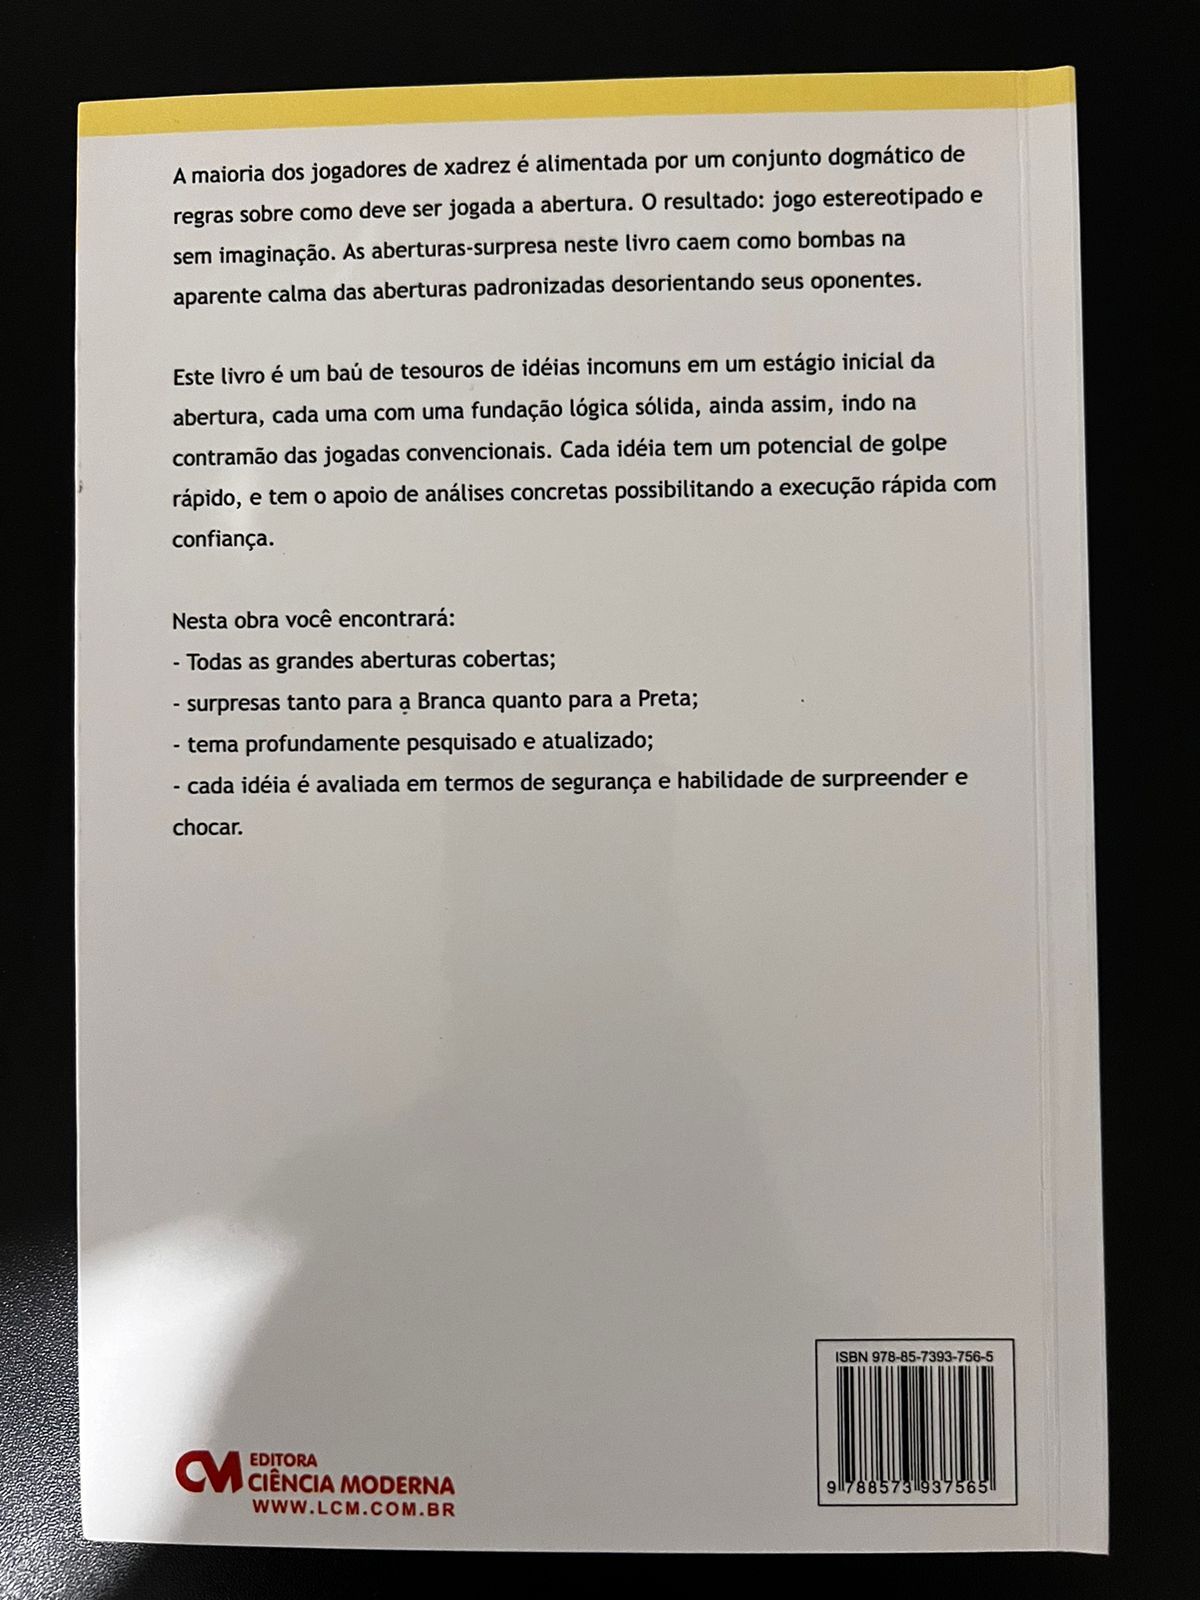 A maioria dos jogadores de xadrez é alimentada por um conjunto dogmático de
regras sobre como deve ser jogada a abertura. O resultado: jogo estereotipado e
sem imaginação. As aberturas-surpresa neste livro caem como bombas na
aparente calma das aberturas padronizadas desorientando seus oponentes.
Este livro é um baú de tesouros de idéias incomuns em um estágio inicial da
abertura, cada uma com uma fundação lógica sólida, ainda assim, indo na
contramão das jogadas convencionais. Cada idéia tem um potencial de golpe
rápido, e tem o apoio de análises concretas possibilitando a execução rápida com
confiança.
Nesta obra você encontrará:
- Todas as grandes aberturas cobertas;
- surpresas tanto para a Branca quanto para a Preta;
- tema profundamente pesquisado e atualizado;
- cada idéia é avaliada em termos de segurança e habilidade de surpreender e
chocar.
ISBN 978-85-7393-756-5
9 788573 937565
CM EDITORA
CIÊNCIA MODERNA
WWW.LCM.COM.BR